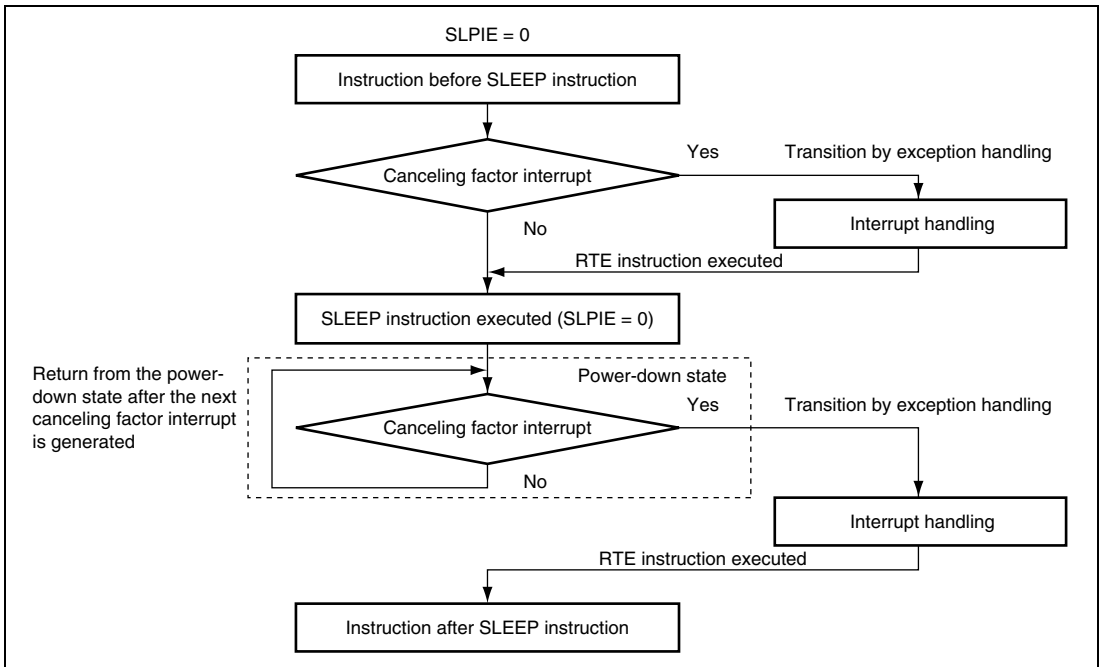 SLPIE = 0
Instruction before SLEEP instruction
Canceling factor interrupt
Yes
Transition by exception handling
Interrupt handling
No
RTE instruction executed
SLEEP instruction executed (SLPIE = 0)
Return from the power-
down state after the next
canceling factor interrupt
is generated
Power-down state
Canceling factor interrupt
Yes
Transition by exception handling
No
Interrupt handling
RTE instruction executed
Instruction after SLEEP instruction